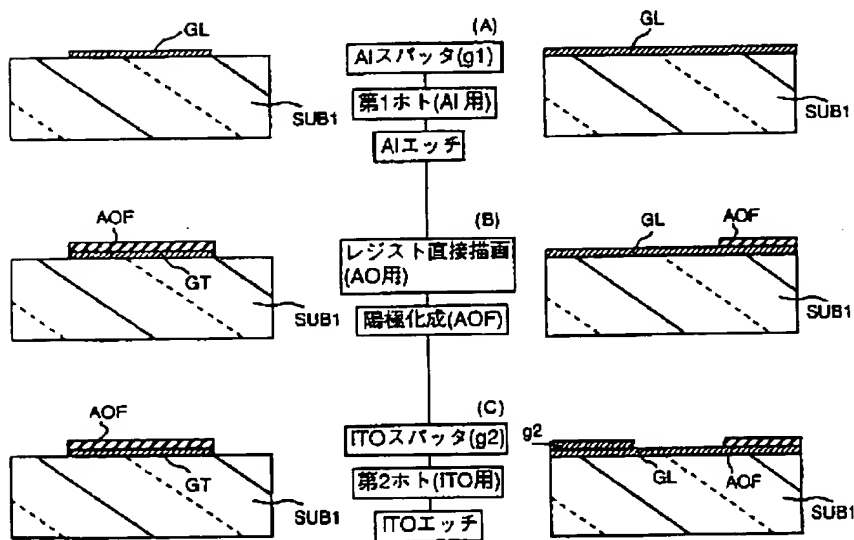 GL
SUB1
(A)
Alスパッタ(g1)
第1ホト(Al用)
Alエッチ
GL
SUB1
AOF
GT
SUB1
(B)
レジスト直接描画
(AO用)
陽極化成(AOF)
GL
AOF
SUB1
AOF
GT
SUB1
(C)
ITOスパッタ(g2)
第2ホト(ITO用)
ITOエッチ
g2
GL
AOF
SUB1